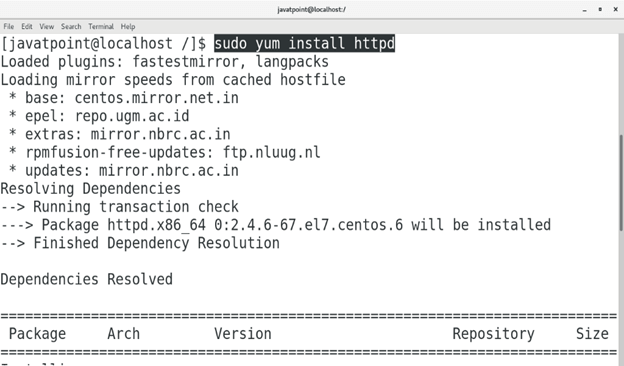 javatpoint@localhost:/
File Edit View Search Terminal Help
[javatpoint@localhost /]$ sudo yum install httpd
Loaded plugins: fastestmirror, langpacks
Loading mirror speeds from cached hostfile
 * base: centos.mirror.net.in
 * epel: repo.ugm.ac.id
 * extras: mirror.nbrc.ac.in
 * rpmfusion-free-updates: ftp.nluug.nl
 * updates: mirror.nbrc.ac.in
Resolving Dependencies
--> Running transaction check
---> Package httpd.x86_64 0:2.4.6-67.el7.centos.6 will be installed
--> Finished Dependency Resolution
Dependencies Resolved
================================================================================
 Package Arch Version Repository Size
================================================================================